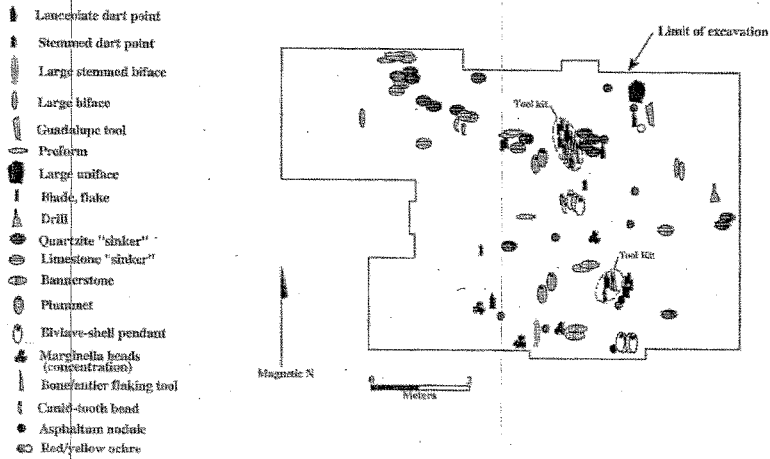 Lanceolate dart point
Stemmed dart point
Large stemmed biface
Large biface
Guadalupe tool
Preform
Large uniface
Blade, flake
Drill
Quartzite "sinker"
Limestone "sinker"
Bannerstone
Plummet
Bivlave-shell pendant
Marginella beads
(concentration)
Bone/antler flaking tool
Canid-tooth bead
Asphaltum nodule
Red/yellow ochre
Limit of excavation
Tool kit
Tool Kit
Magnetic N
0 2
Meters